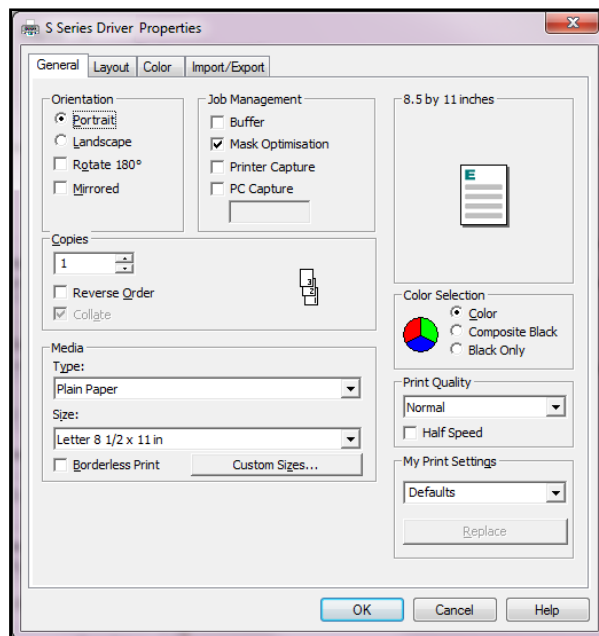 S Series Driver Properties
General
Layout
Color
Import/Export
Orientation
Portrait
Landscape
Rotate 180°
Mirrored
Job Management
Buffer
Mask Optimisation
Printer Capture
PC Capture
8.5 by 11 inches
E
Copies
1
Reverse Order
Collate
3
2
1
Color Selection
Color
Composite Black
Black Only
Media
Type:
Plain Paper
Size:
Letter 8 1/2 x 11 in
Borderless Print
Custom Sizes...
Print Quality
Normal
Half Speed
My Print Settings
Defaults
Replace
OK
Cancel
Help